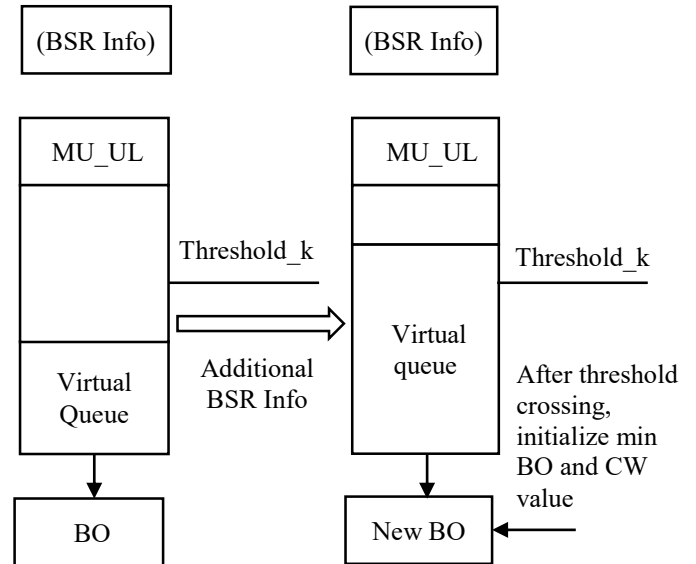 (BSR Info)
(BSR Info)
MU_UL
MU_UL
Threshold_k
Threshold_k
Virtual
Queue
Additional
BSR Info
Virtual
queue
After threshold
crossing,
initialize min
BO and CW
value
BO
New BO